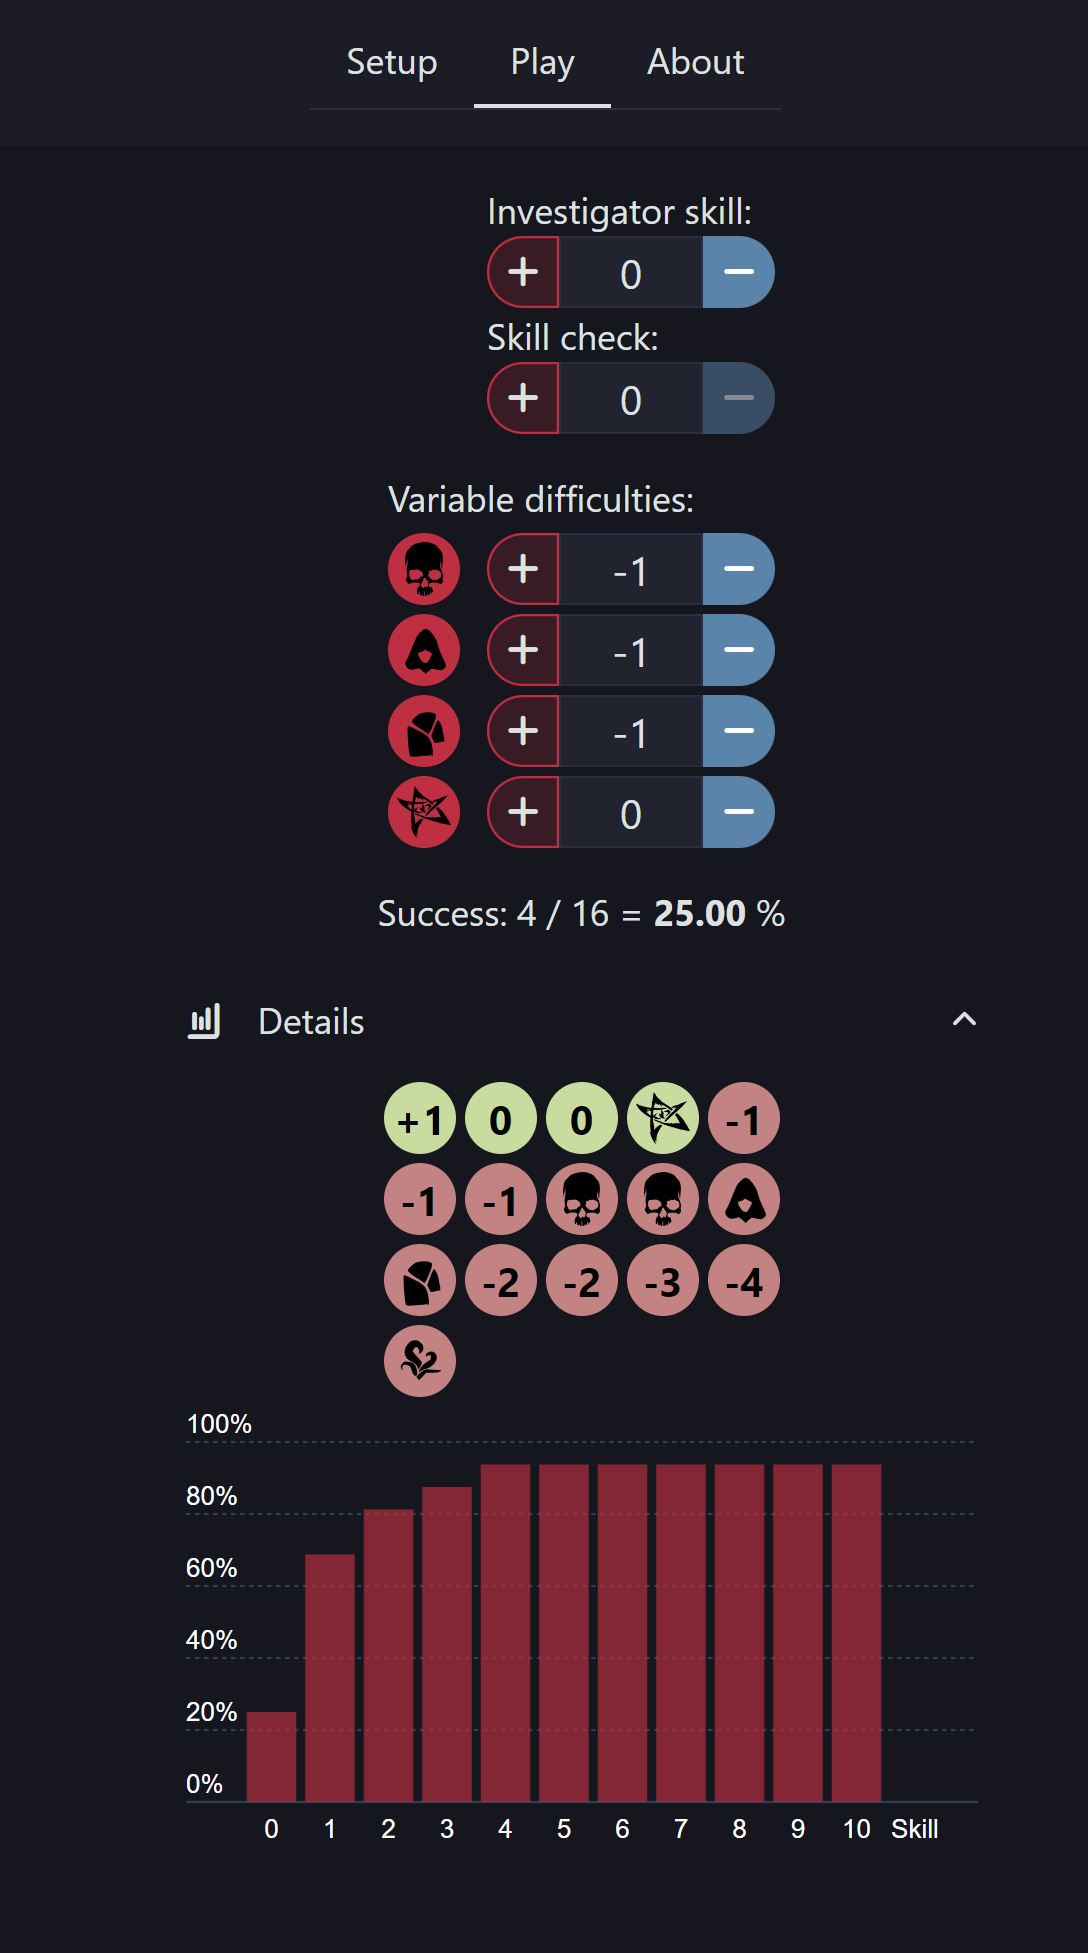 Setup Play About
Investigator skill:
+ 0 −
Skill check:
+ 0 −
Variable difficulties:
+ -1 −
+ -1 −
+ -1 −
+ 0 −
Success: 4 / 16 = 25.00 %
Details
+1 0 0 -1
-1 -1
-2 -2 -3 -4
100%
80%
60%
40%
20%
0%
0 1 2 3 4 5 6 7 8 9 10 Skill